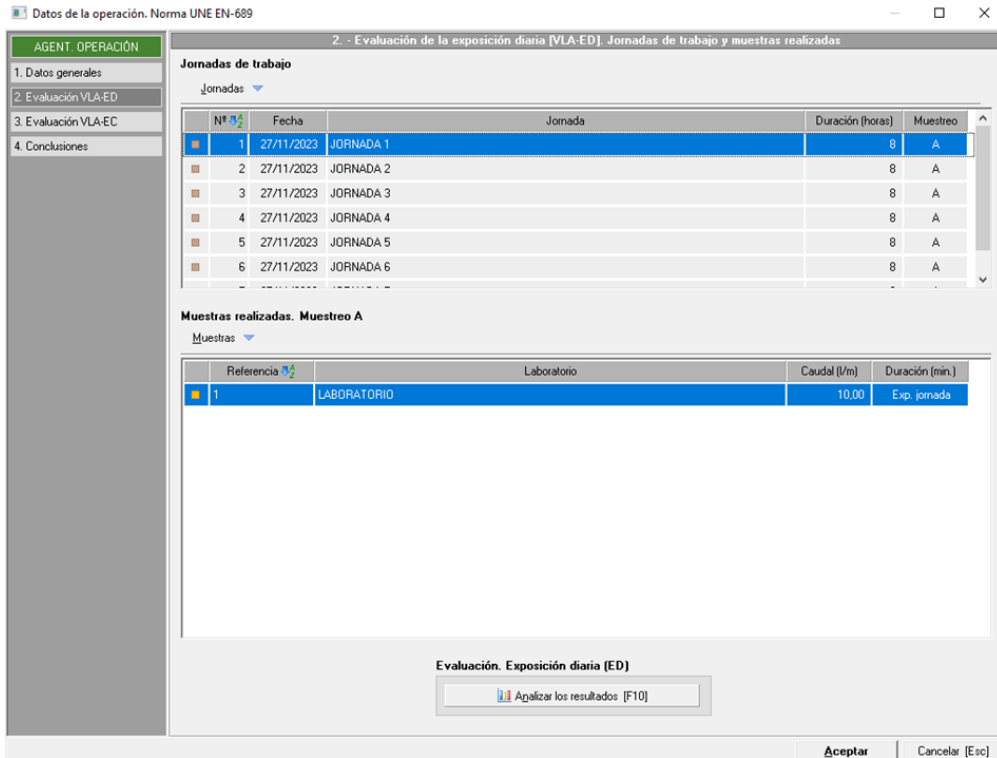 Datos de la operación. Norma UNE EN-689
AGENT. OPERACIÓN
1. Datos generales
2. Evaluación VLA-ED
3. Evaluación VLA-EC
4. Conclusiones
2. - Evaluación de la exposición diaria [VLA-ED]. Jornadas de trabajo y muestras realizadas
Jornadas de trabajo
Jornadas
Nº Fecha Jornada Duración (horas) Muestreo
1 27/11/2023 JORNADA 1 8 A
2 27/11/2023 JORNADA 2 8 A
3 27/11/2023 JORNADA 3 8 A
4 27/11/2023 JORNADA 4 8 A
5 27/11/2023 JORNADA 5 8 A
6 27/11/2023 JORNADA 6 8 A
Muestras realizadas. Muestreo A
Muestras
Referencia Laboratorio Caudal (l/m) Duración (min.)
1 LABORATORIO 10,00 Exp. jornada
Evaluación. Exposición diaria (ED)
Analizar los resultados [F10]
Aceptar Cancelar [Esc]